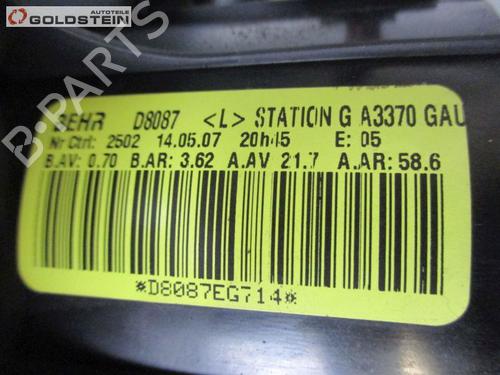 Autoteile
GOLDSTEIN
BEHR D8087 <L> STATION G A3370 GAU
Nr Ctrl: 2502 14.05.07 20h45 E: 05
B.AV: 0.70 B.AR: 3.62 A.AV 21.7 A.AR: 58.6
*D8087EG714*